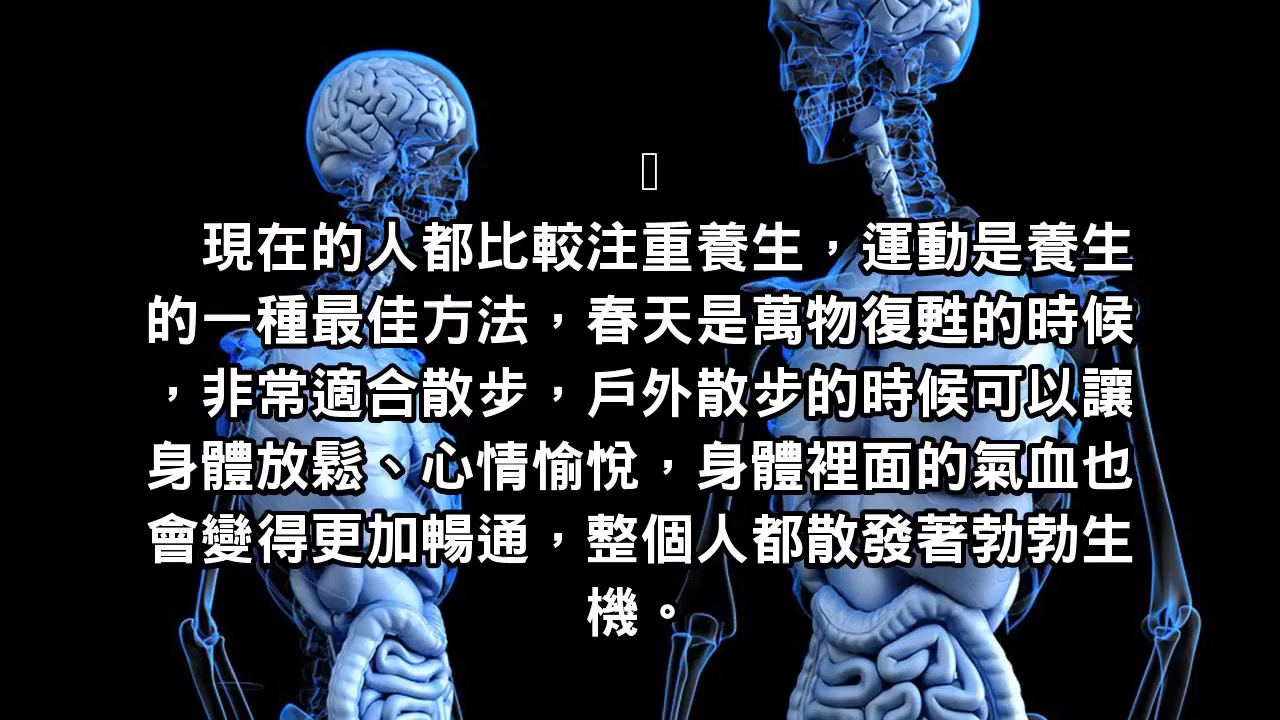 現在的人都比較注重養生，運動是養生
的一種最佳方法，春天是萬物復甦的時候
，非常適合散步，戶外散步的時候可以讓
身體放鬆、心情愉悅，身體裡面的氣血也
會變得更加暢通，整個人都散發著勃勃生
機。